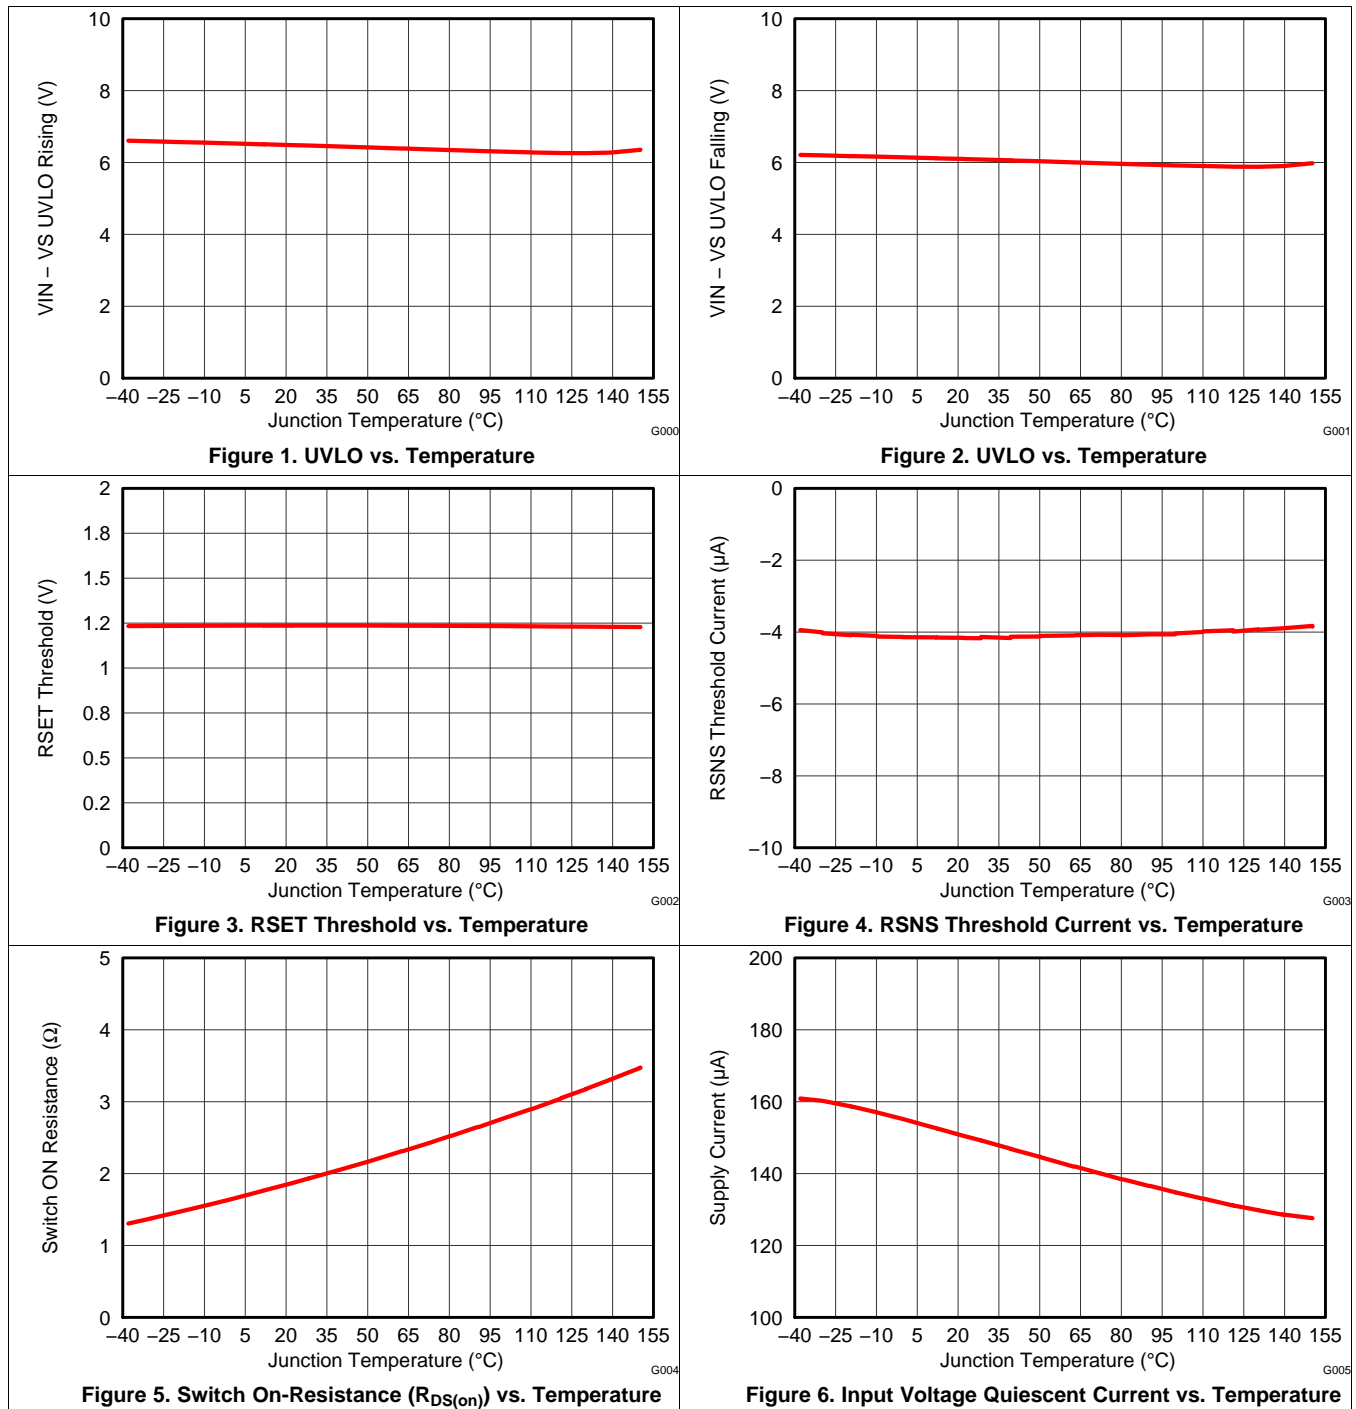 VIN – VS UVLO Rising (V)
10
8
6
4
2
0
–40 –25 –10 5 20 35 50 65 80 95 110 125 140 155
Junction Temperature (°C)
G000
Figure 1. UVLO vs. Temperature
VIN – VS UVLO Falling (V)
10
8
6
4
2
0
–40 –25 –10 5 20 35 50 65 80 95 110 125 140 155
Junction Temperature (°C)
G001
Figure 2. UVLO vs. Temperature
RSET Threshold (V)
2
1.8
1.5
1.2
1
0.8
0.5
0.2
0
–40 –25 –10 5 20 35 50 65 80 95 110 125 140 155
Junction Temperature (°C)
G002
Figure 3. RSET Threshold vs. Temperature
RSNS Threshold Current (µA)
0
–2
–4
–6
–8
–10
–40 –25 –10 5 20 35 50 65 80 95 110 125 140 155
Junction Temperature (°C)
G003
Figure 4. RSNS Threshold Current vs. Temperature
Switch ON Resistance (Ω)
5
4
3
2
1
0
–40 –25 –10 5 20 35 50 65 80 95 110 125 140 155
Junction Temperature (°C)
G004
Figure 5. Switch On-Resistance (RDS(on)) vs. Temperature
Supply Current (µA)
200
180
160
140
120
100
–40 –25 –10 5 20 35 50 65 80 95 110 125 140 155
Junction Temperature (°C)
G005
Figure 6. Input Voltage Quiescent Current vs. Temperature